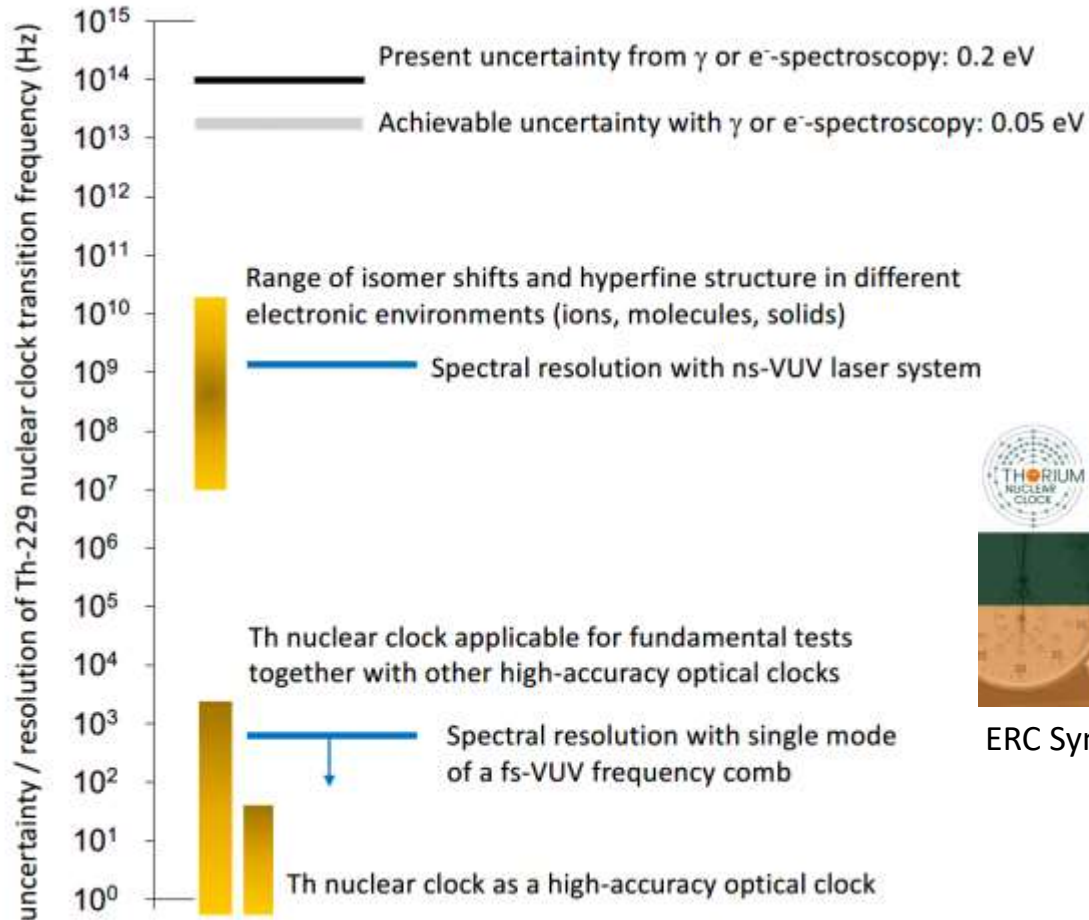 uncertainty / resolution of Th-229 nuclear clock transition frequency (Hz)
10¹⁵
10¹⁴
10¹³
10¹²
10¹¹
10¹⁰
10⁹
10⁸
10⁷
10⁶
10⁵
10⁴
10³
10²
10¹
10⁰
Present uncertainty from γ or e⁻-spectroscopy: 0.2 eV
Achievable uncertainty with γ or e⁻-spectroscopy: 0.05 eV
Range of isomer shifts and hyperfine structure in different
electronic environments (ions, molecules, solids)
Spectral resolution with ns-VUV laser system
THORIUM
NUCLEAR
CLOCK
ERC Syn
Th nuclear clock applicable for fundamental tests
together with other high-accuracy optical clocks
Spectral resolution with single mode
of a fs-VUV frequency comb
Th nuclear clock as a high-accuracy optical clock